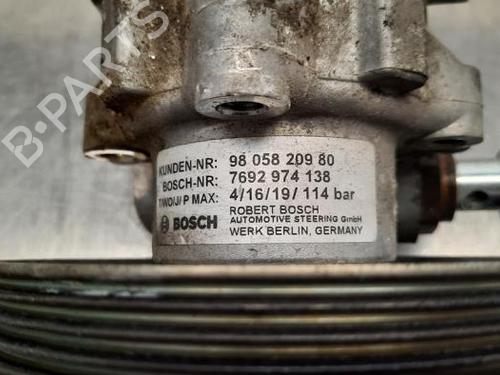 B-PARTS
KUNDEN-NR: 98 058 209 80
BOSCH-NR: 7692 974 138
T/WO/J/P MAX: 4/16/19/ 114 bar
BOSCH
ROBERT BOSCH
AUTOMOTIVE STEERING GmbH
WERK BERLIN, GERMANY